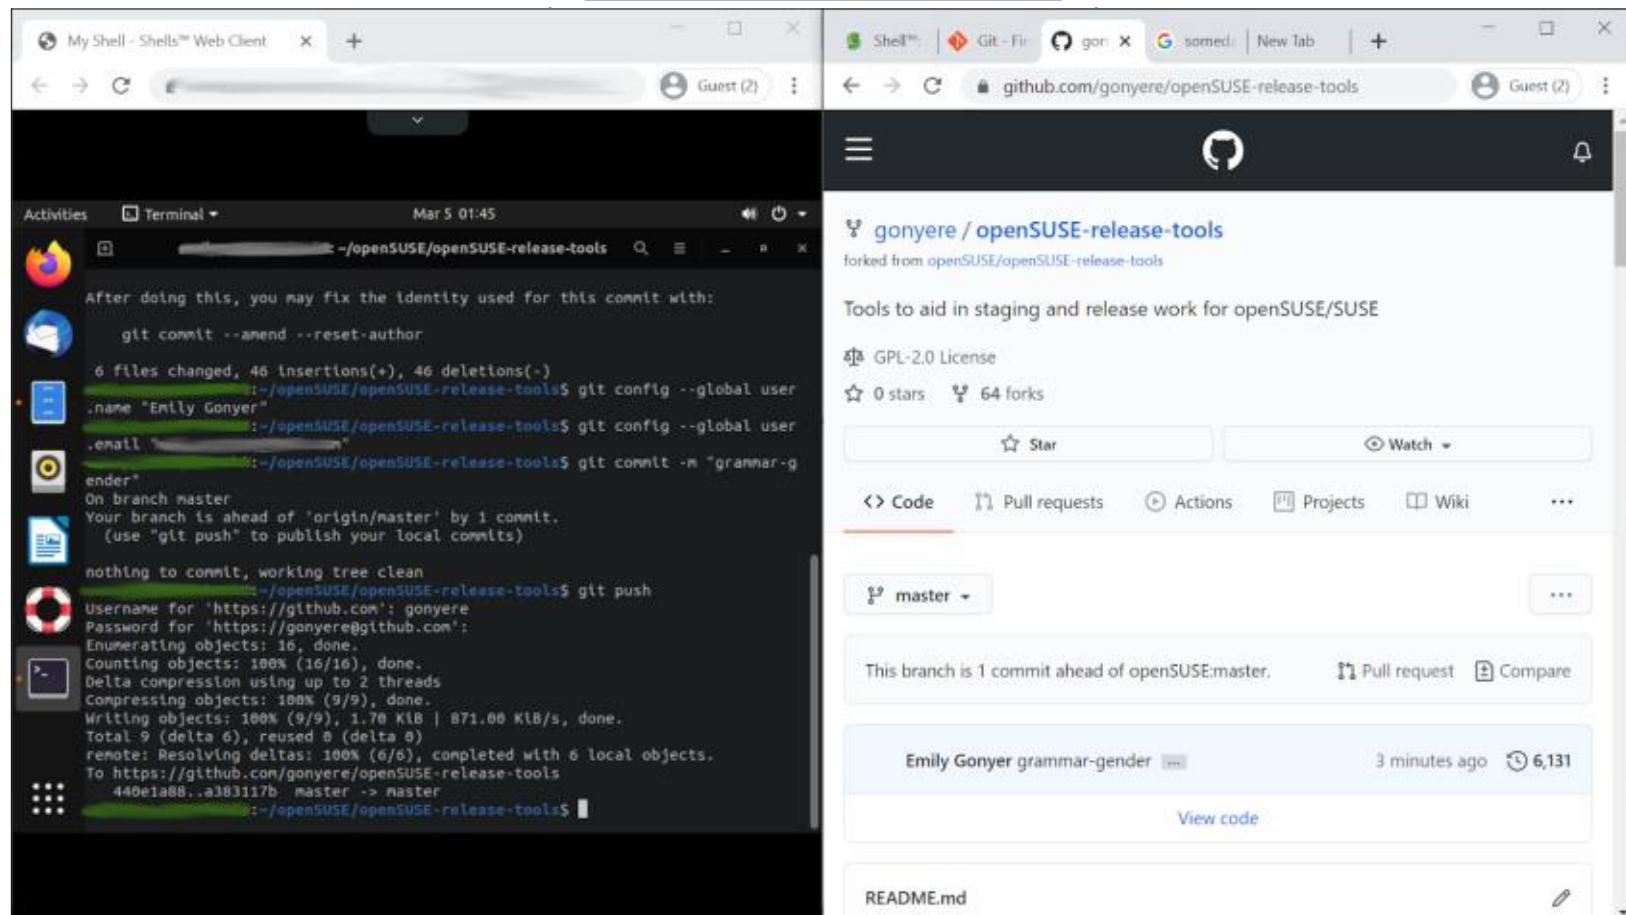 My Shell - Shells™ Web Client
Guest (2)
Activities
Terminal
Mar 5 01:45
~/openSUSE/openSUSE-release-tools
After doing this, you may fix the identity used for this commit with:
git commit --amend --reset-author
6 files changed, 46 insertions(+), 46 deletions(-)
:~/openSUSE/openSUSE-release-tools$ git config --global user
.name "Emily Gonyer"
:~/openSUSE/openSUSE-release-tools$ git config --global user
.email "
:~/openSUSE/openSUSE-release-tools$ git commit -m "grammar-g
ender"
On branch master
Your branch is ahead of 'origin/master' by 1 commit.
(use "git push" to publish your local commits)
nothing to commit, working tree clean
:~/openSUSE/openSUSE-release-tools$ git push
Username for 'https://github.com': gonyere
Password for 'https://gonyere@github.com':
Enumerating objects: 16, done.
Counting objects: 100% (16/16), done.
Delta compression using up to 2 threads
Compressing objects: 100% (9/9), done.
Writing objects: 100% (9/9), 1.70 KiB | 871.00 KiB/s, done.
Total 9 (delta 6), reused 0 (delta 0)
remote: Resolving deltas: 100% (6/6), completed with 6 local objects.
To https://github.com/gonyere/openSUSE-release-tools
440e1a88..a383117b master -> master
:~/openSUSE/openSUSE-release-tools$
Shell™: Git - Fir gon someda New Tab
github.com/gonyere/openSUSE-release-tools
Guest (2)
gonyere / openSUSE-release-tools
forked from openSUSE/openSUSE-release-tools
Tools to aid in staging and release work for openSUSE/SUSE
GPL-2.0 License
0 stars 64 forks
Star Watch
Code Pull requests Actions Projects Wiki
master
This branch is 1 commit ahead of openSUSE:master. Pull request Compare
Emily Gonyer grammar-gender 3 minutes ago 6,131
View code
README.md